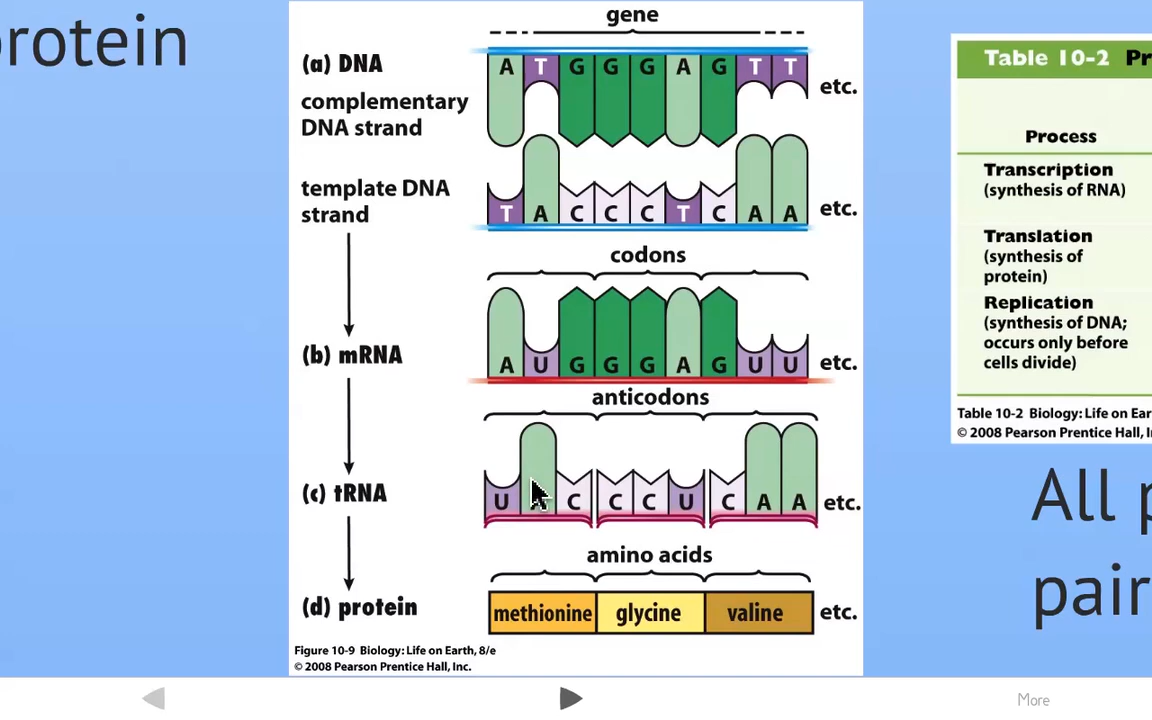 rotein
gene
(a) DNA
A T G G G A G T T etc.
complementary
DNA strand
template DNA
strand
T A C C C T C A A etc.
codons
(b) mRNA
A U G G G A G U U etc.
anticodons
(c) tRNA
U A C C C U C A A etc.
amino acids
(d) protein
methionine glycine valine etc.
Figure 10-9 Biology: Life on Earth, 8/e
© 2008 Pearson Prentice Hall, Inc.
Table 10-2 Pr
Process
Transcription
(synthesis of RNA)
Translation
(synthesis of
protein)
Replication
(synthesis of DNA;
occurs only before
cells divide)
Table 10-2 Biology: Life on Ear
© 2008 Pearson Prentice Hall, In
All p
pair
More